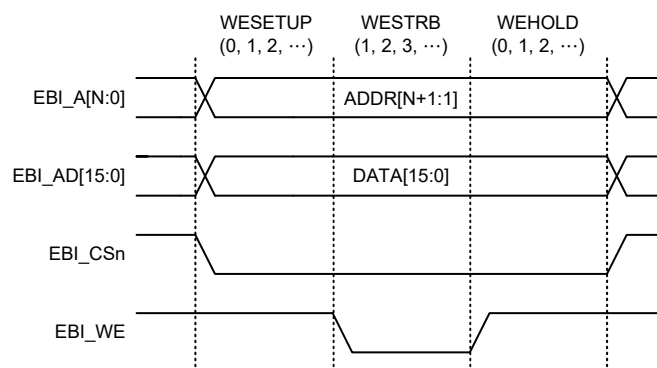 WESETUP WESTRB WEHOLD
(0, 1, 2, ⋯) (1, 2, 3, ⋯) (0, 1, 2, ⋯)
EBI_A[N:0] ADDR[N+1:1]
EBI_AD[15:0] DATA[15:0]
EBI_CSn
EBI_WE